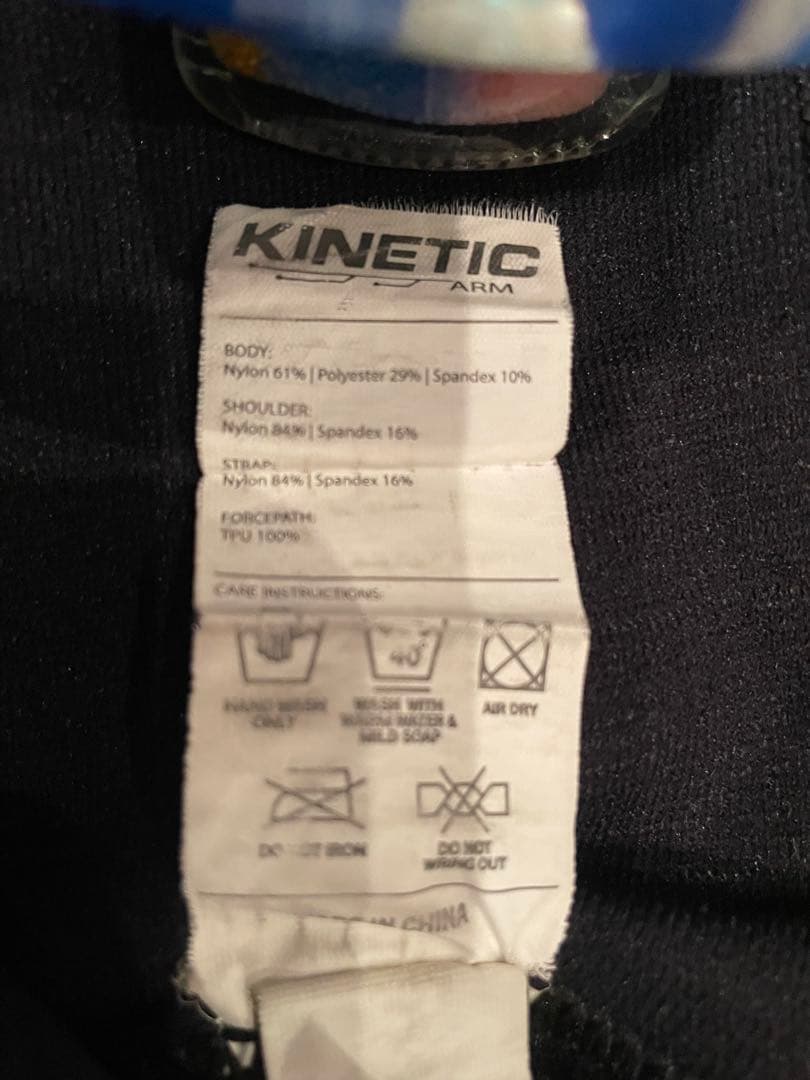 KINETIC
ARM
BODY:
Nylon 61% | Polyester 29% | Spandex 10%
SHOULDER:
Nylon 84% | Spandex 16%
STRAP:
Nylon 84% | Spandex 16%
FORCEPATH:
TPU 100%
CARE INSTRUCTIONS:
40°
HAND WASH
ONLY
WASH WITH
WARM WATER &
MILD SOAP
AIR DRY
DO NOT IRON
DO NOT
WRING OUT
MADE IN CHINA